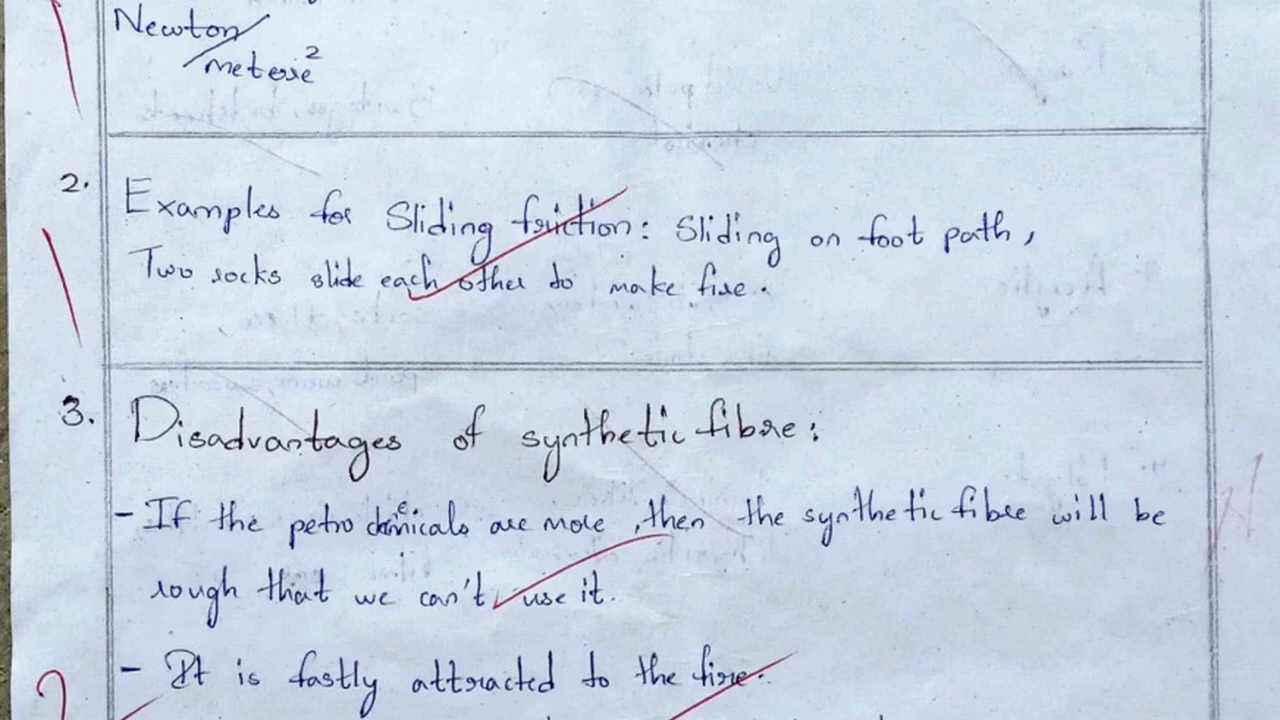 Newton/
metere²
2. Examples for Sliding friction: Sliding on foot path,
Two rocks slide each other to make fire.
3. Disadvantages of synthetic fibre:
- If the petro chemicals are more, then the synthetic fibre will be
rough that we can't use it.
- It is fastly attracted to the fire.
2